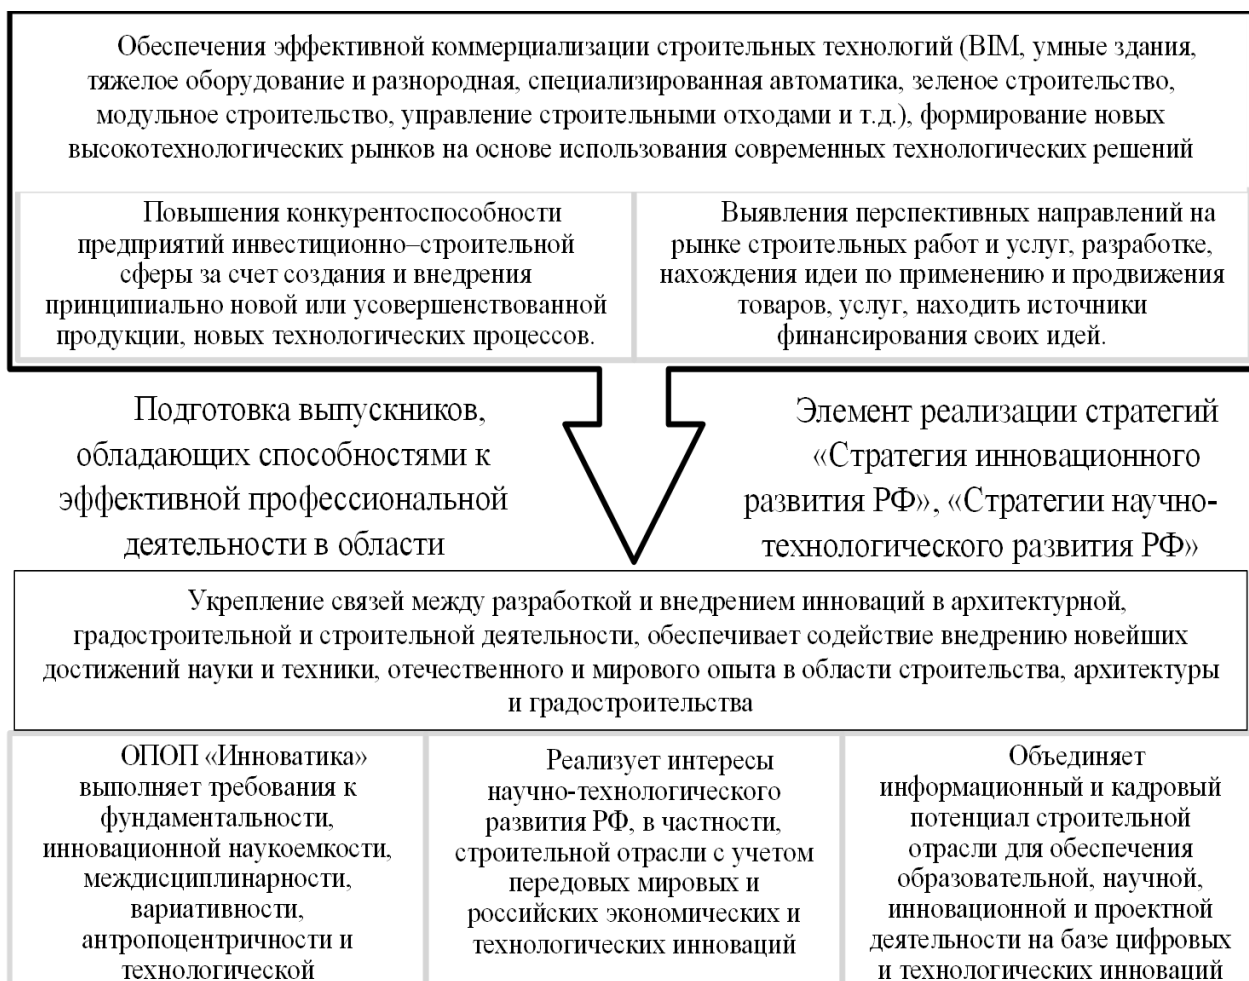 Обеспечения эффективной коммерциализации строительных технологий (BIM, умные здания,
тяжелое оборудование и разнородная, специализированная автоматика, зеленое строительство,
модульное строительство, управление строительными отходами и т.д.), формирование новых
высокотехнологических рынков на основе использования современных технологических решений
Повышения конкурентоспособности
предприятий инвестиционно–строительной
сферы за счет создания и внедрения
принципиально новой или усовершенствованной
продукции, новых технологических процессов.
Выявления перспективных направлений на
рынке строительных работ и услуг, разработке,
нахождения идеи по применению и продвижения
товаров, услуг, находить источники
финансирования своих идей.
Подготовка выпускников,
обладающих способностями к
эффективной профессиональной
деятельности в области
Элемент реализации стратегий
«Стратегия инновационного
развития РФ», «Стратегии научно-
технологического развития РФ»
Укрепление связей между разработкой и внедрением инноваций в архитектурной,
градостроительной и строительной деятельности, обеспечивает содействие внедрению новейших
достижений науки и техники, отечественного и мирового опыта в области строительства, архитектуры
и градостроительства
ОПОП «Инноватика»
выполняет требования к
фундаментальности,
инновационной наукоемкости,
междисциплинарности,
вариативности,
антропоцентричности и
технологической
Реализует интересы
научно-технологического
развития РФ, в частности,
строительной отрасли с учетом
передовых мировых и
российских экономических и
технологических инноваций
Объединяет
информационный и кадровый
потенциал строительной
отрасли для обеспечения
образовательной, научной,
инновационной и проектной
деятельности на базе цифровых
и технологических инноваций